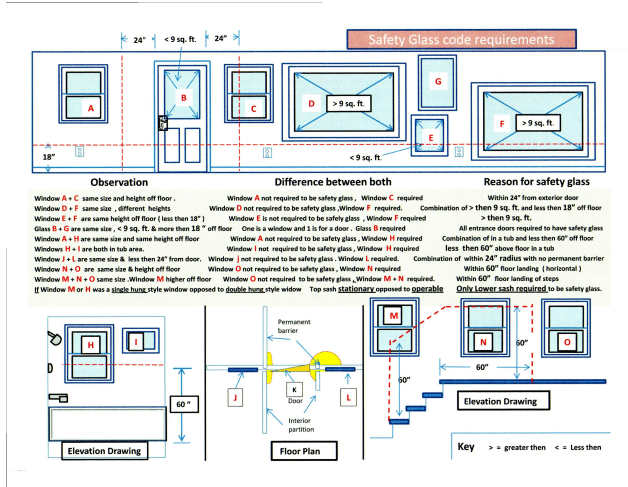 Safety Glass code requirements
24" < 9 sq. ft. 24"
A
B
C
D
> 9 sq. ft.
G
E
F
> 9 sq. ft.
18"
< 9 sq. ft.
Observation Difference between both Reason for safety glass
Window A + C same size and height off floor . Window A not required to be safety glass , Window C required Within 24" from exterior door
Window D + F same size , different heights Window D not required to be safety glass ,Window F required. Combination of > then 9 sq. ft. and less then 18" off floor
Window E + F are same height off floor ( less then 18" ) Window E is not required to be safety glass , Window F required > then 9 sq. ft.
Glass B + G are same size , < 9 sq. ft. & more then 18 " off floor One is a window and 1 is for a door . Glass B required All entrance doors required to have safety glass
Window A + H are same size and same height off floor Window A not required to be safety glass , Window H required Combination of in a tub and less then 60" off floor
Windows H + I are both in tub area. Window I not required to be safety glass , Window H required less then 60" above floor in a tub
Window J + L are same size & less then 24" from door. Window j not required to be safety glass . Window L required. Combination of within 24" radius with no permanent barrier
Window N + O are same size & height off floor Window O not required to be safety glass , Window N required Within 60" floor landing ( horizontal )
Window M + N + O same size .Window M higher off floor Window O not required to be safety glass , Window M + N required. Within 60" floor landing of steps
If Window M or H was a single hung style window opposed to double hung style widow Top sash stationary opposed to operable Only Lower sash required to be safety glass.
H
I
60 "
Elevation Drawing
Permanent
barrier
J
K
Door
L
Interior
partition
Floor Plan
M
N
O
60"
60"
60"
Elevation Drawing
Key > = greater then < = Less then